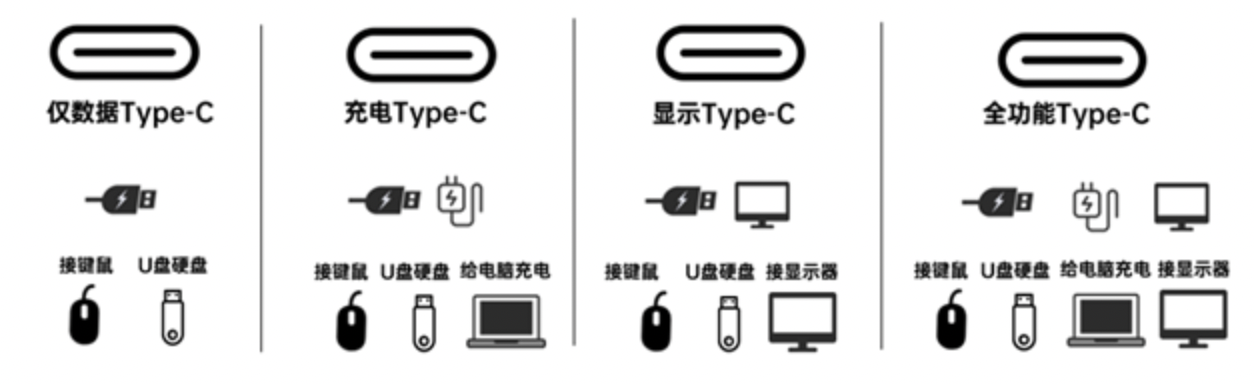 仅数据Type-C
接键鼠 U盘硬盘
充电Type-C
接键鼠 U盘硬盘 给电脑充电
显示Type-C
接键鼠 U盘硬盘 接显示器
全功能Type-C
接键鼠 U盘硬盘 给电脑充电 接显示器